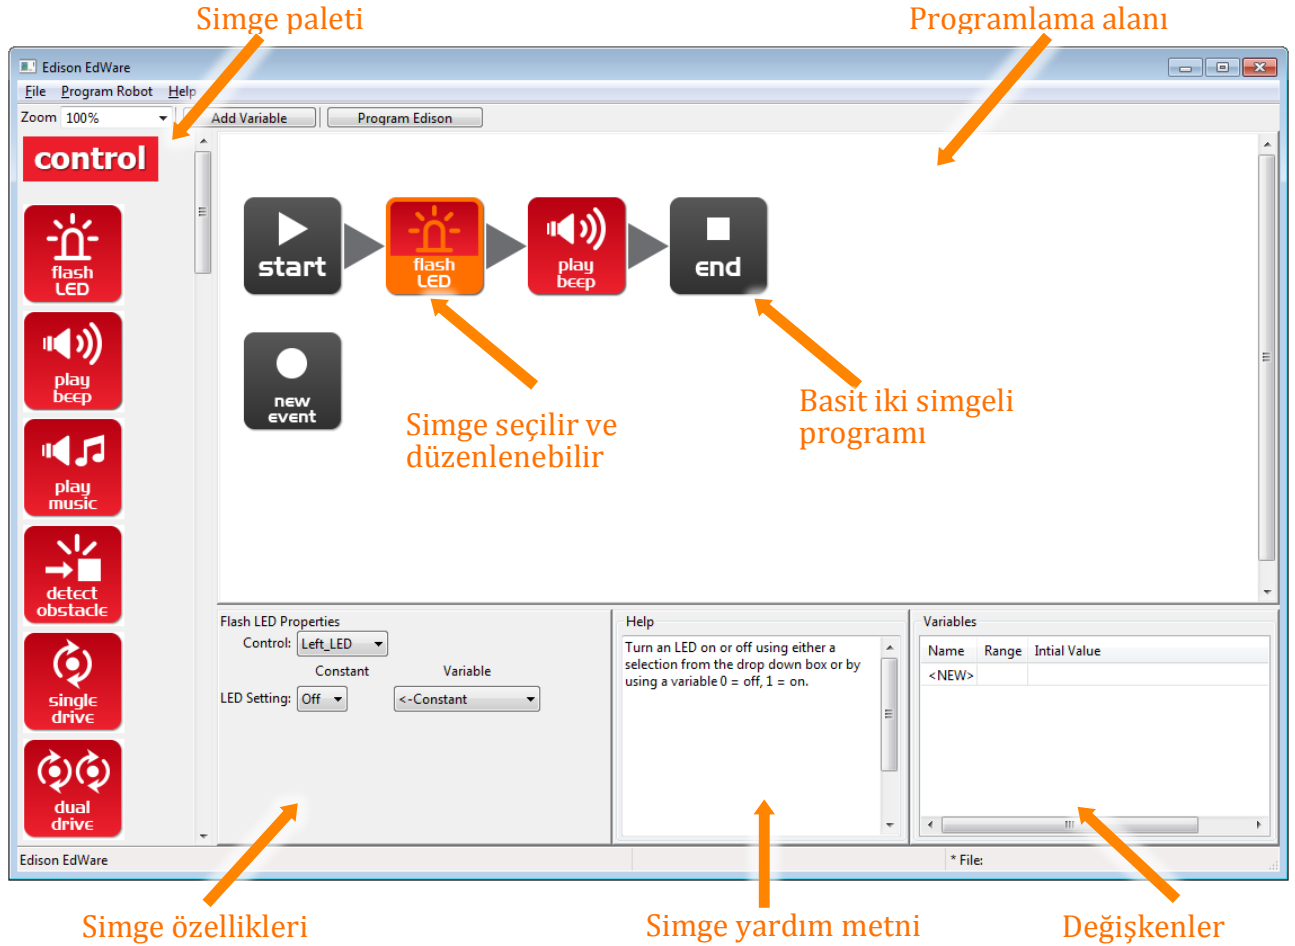 Simge paleti
Programlama alanı
Edison EdWare
File Program Robot Help
Zoom 100% Add Variable Program Edison
control
flash
LED
play
beep
play
music
detect
obstacle
single
drive
dual
drive
start
flash
LED
play
beep
end
new
event
Simge seçilir ve
düzenlenebilir
Basit iki simgeli
programı
Flash LED Properties
Control: Left_LED
Constant Variable
LED Setting: Off <-Constant
Help
Turn an LED on or off using either a
selection from the drop down box or by
using a variable 0 = off, 1 = on.
Variables
Name Range Intial Value
<NEW>
Edison EdWare
* File:
Simge özellikleri
Simge yardım metni
Değişkenler